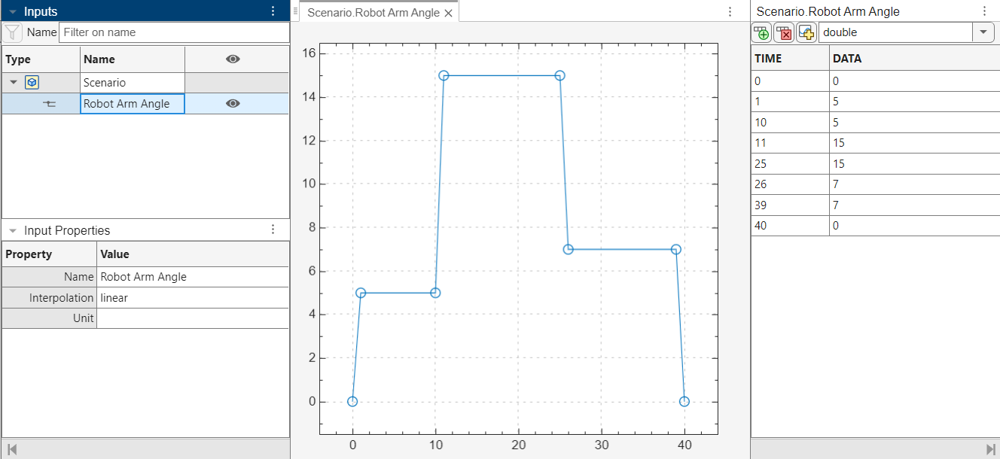 Inputs
Name Filter on name
Type Name
Scenario
Robot Arm Angle
Input Properties
Property Value
Name Robot Arm Angle
Interpolation linear
Unit
Scenario.Robot Arm Angle
16
14
12
10
8
6
4
2
0
0 10 20 30 40
Scenario.Robot Arm Angle
double
TIME DATA
0 0
1 5
10 5
11 15
25 15
26 7
39 7
40 0